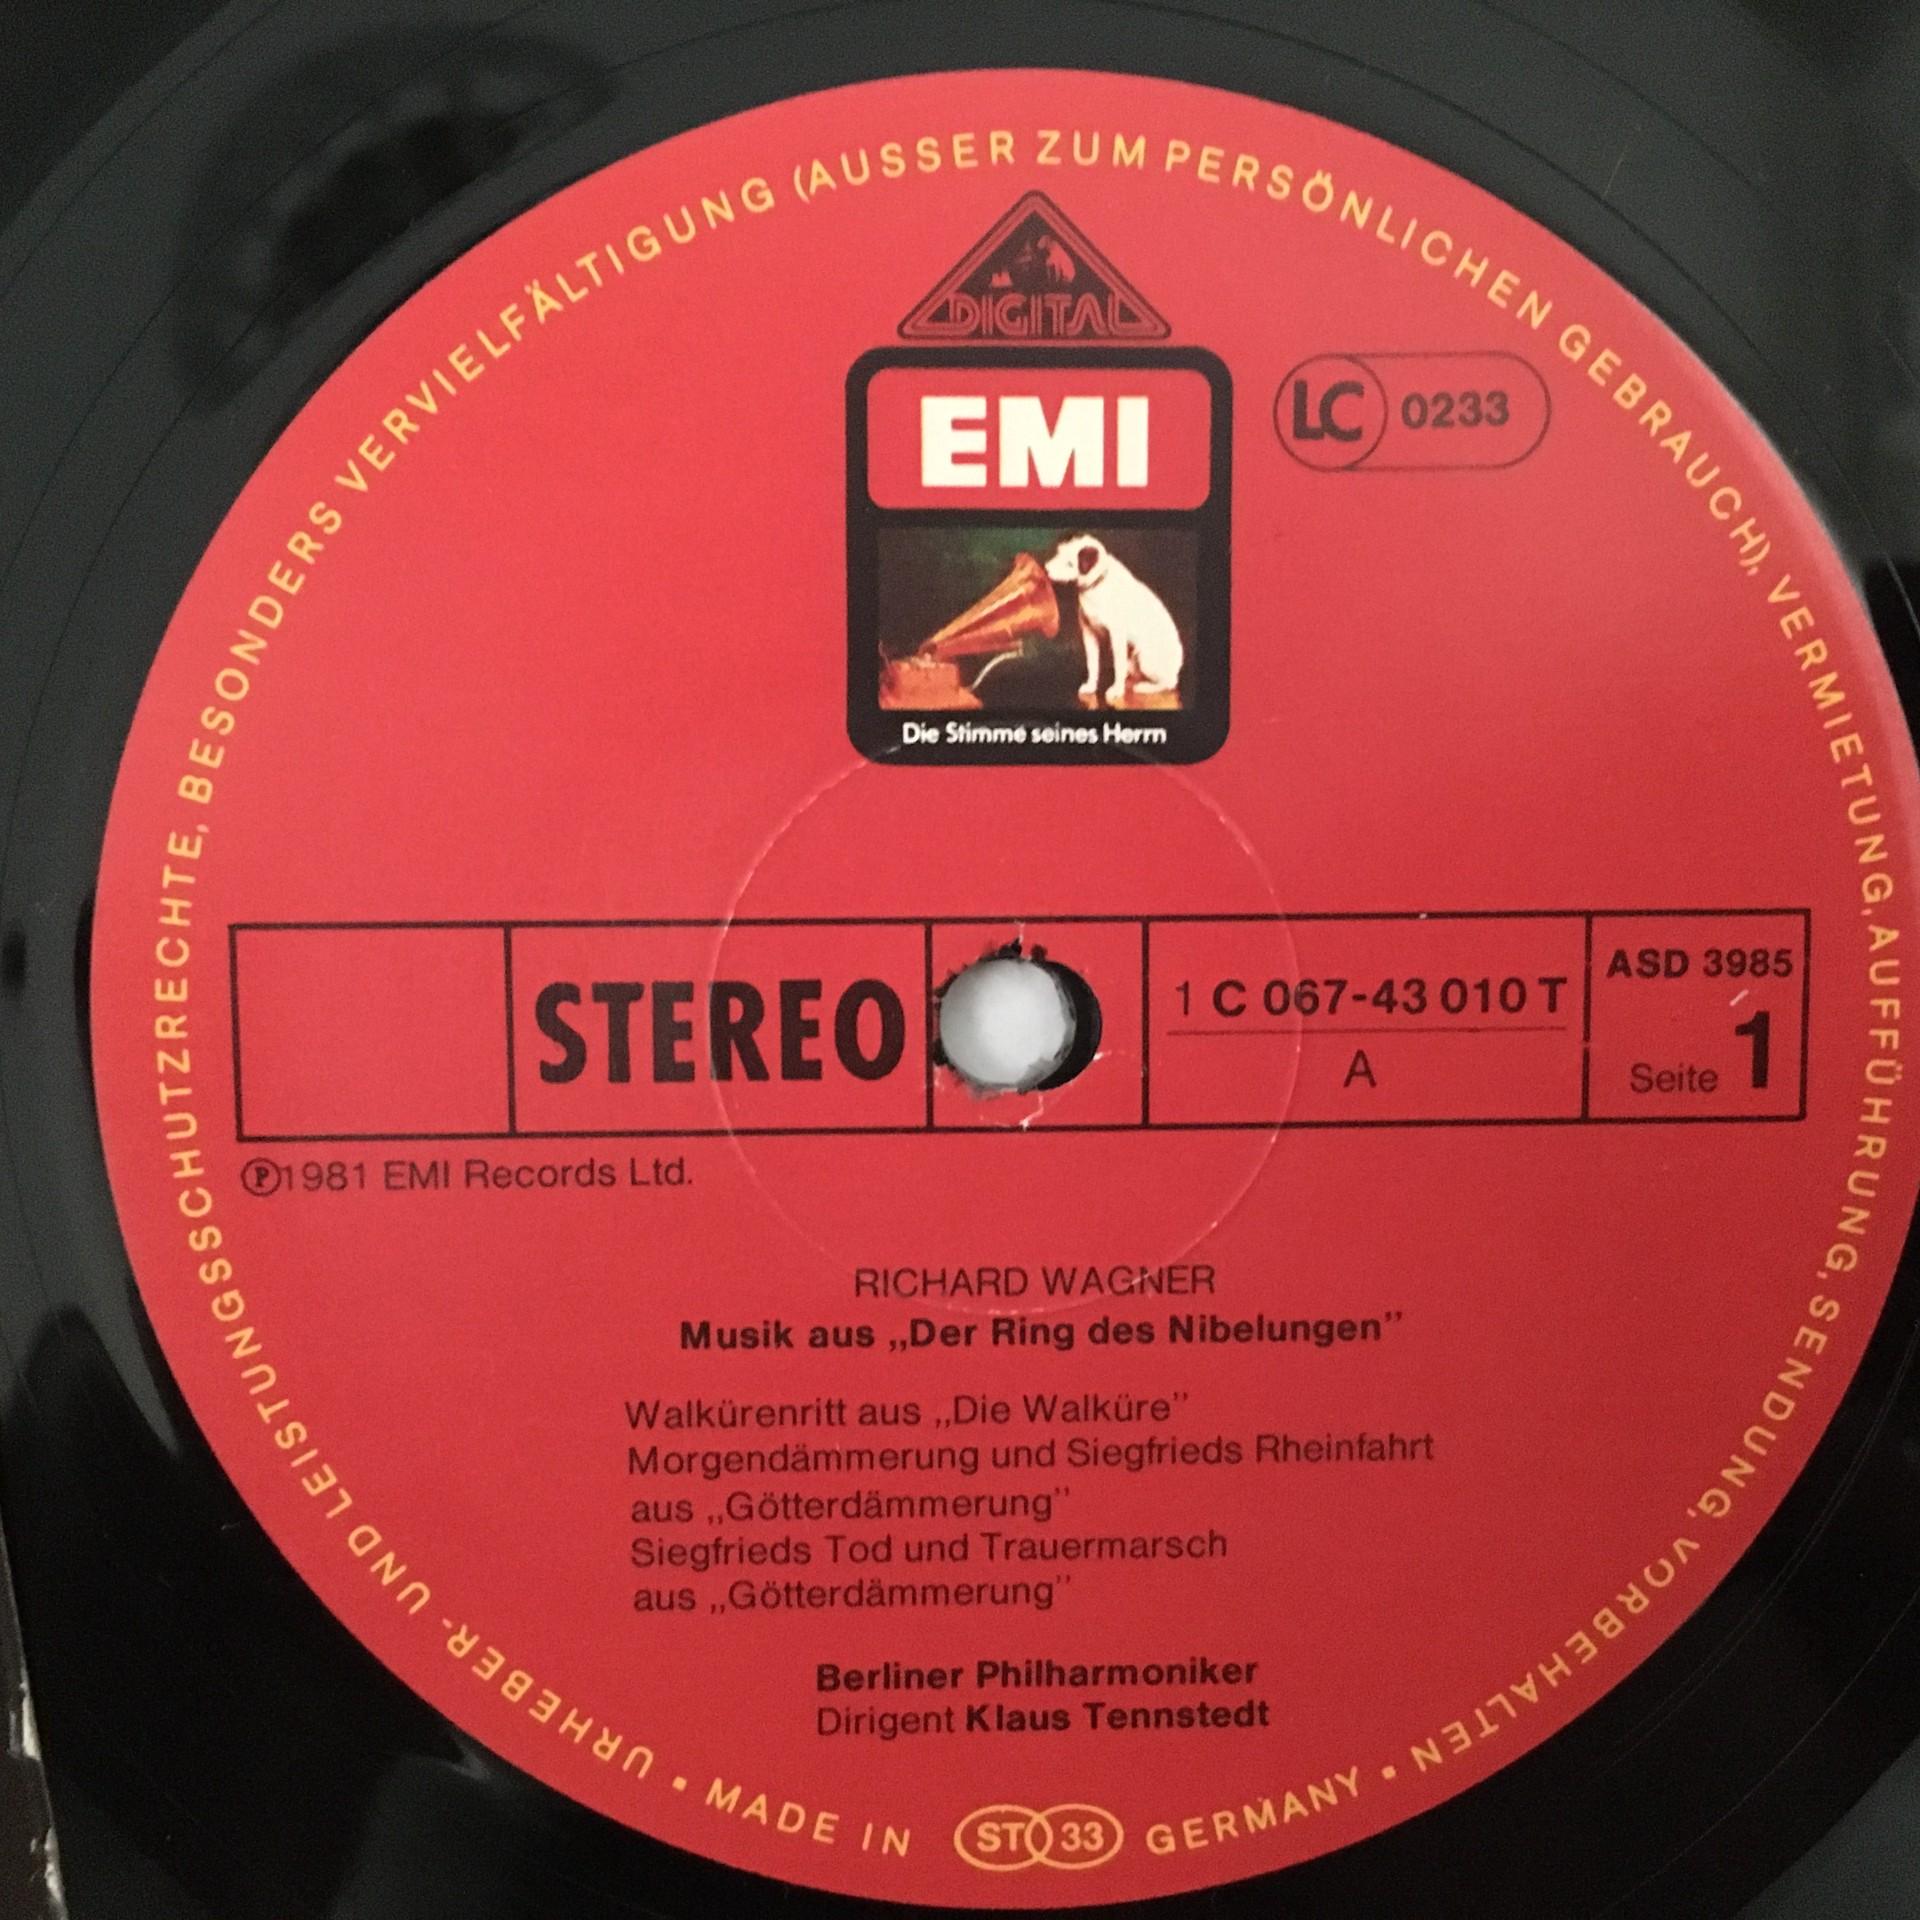 URHEBER- UND LEISTUNGSSCHUTZRECHTE, BESONDERS VERVIELFÄLTIGUNG (AUSSER ZUM PERSÖNLICHEN GEBRAUCH), VERMIETUNG, AUFFÜHRUNG, SENDUNG, VORBEHALTEN
DIGITAL
EMI
LC 0233
Die Stimme seines Herrn
STEREO
1 C 067-43 010 T
A
ASD 3985
Seite 1
℗1981 EMI Records Ltd.
RICHARD WAGNER
Musik aus „Der Ring des Nibelungen”
Walkürenritt aus „Die Walküre”
Morgendämmerung und Siegfrieds Rheinfahrt
aus „Götterdämmerung”
Siegfrieds Tod und Trauermarsch
aus „Götterdämmerung”
Berliner Philharmoniker
Dirigent Klaus Tennstedt
• MADE IN ST 33 GERMANY •